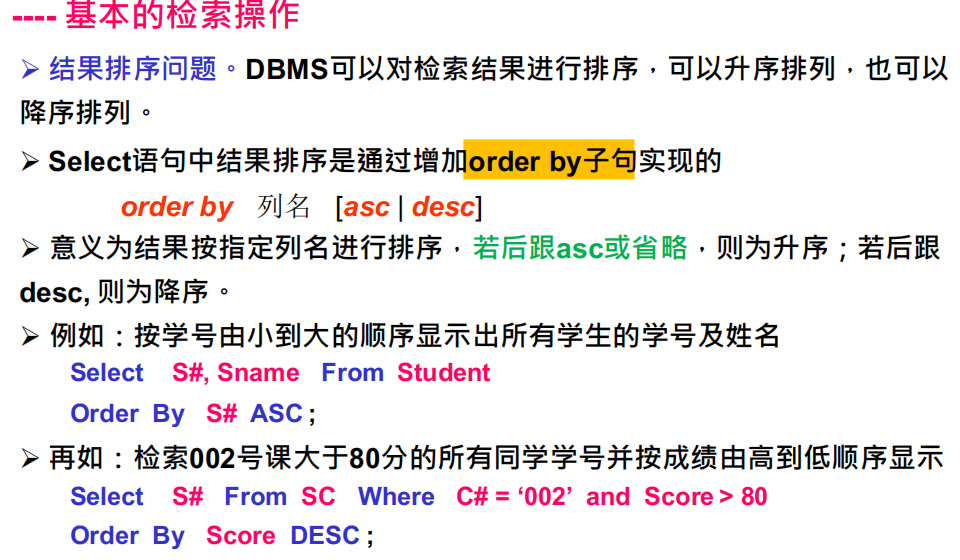 ---- 基本的检索操作
➢ 结果排序问题。DBMS可以对检索结果进行排序，可以升序排列，也可以
降序排列。
➢ Select语句中结果排序是通过增加order by子句实现的
order by 列名 [asc | desc]
➢ 意义为结果按指定列名进行排序，若后跟asc或省略，则为升序；若后跟
desc, 则为降序。
➢ 例如：按学号由小到大的顺序显示出所有学生的学号及姓名
Select S#, Sname From Student
Order By S# ASC ;
➢ 再如：检索002号课大于80分的所有同学学号并按成绩由高到低顺序显示
Select S# From SC Where C# = ‘002’ and Score > 80
Order By Score DESC ;